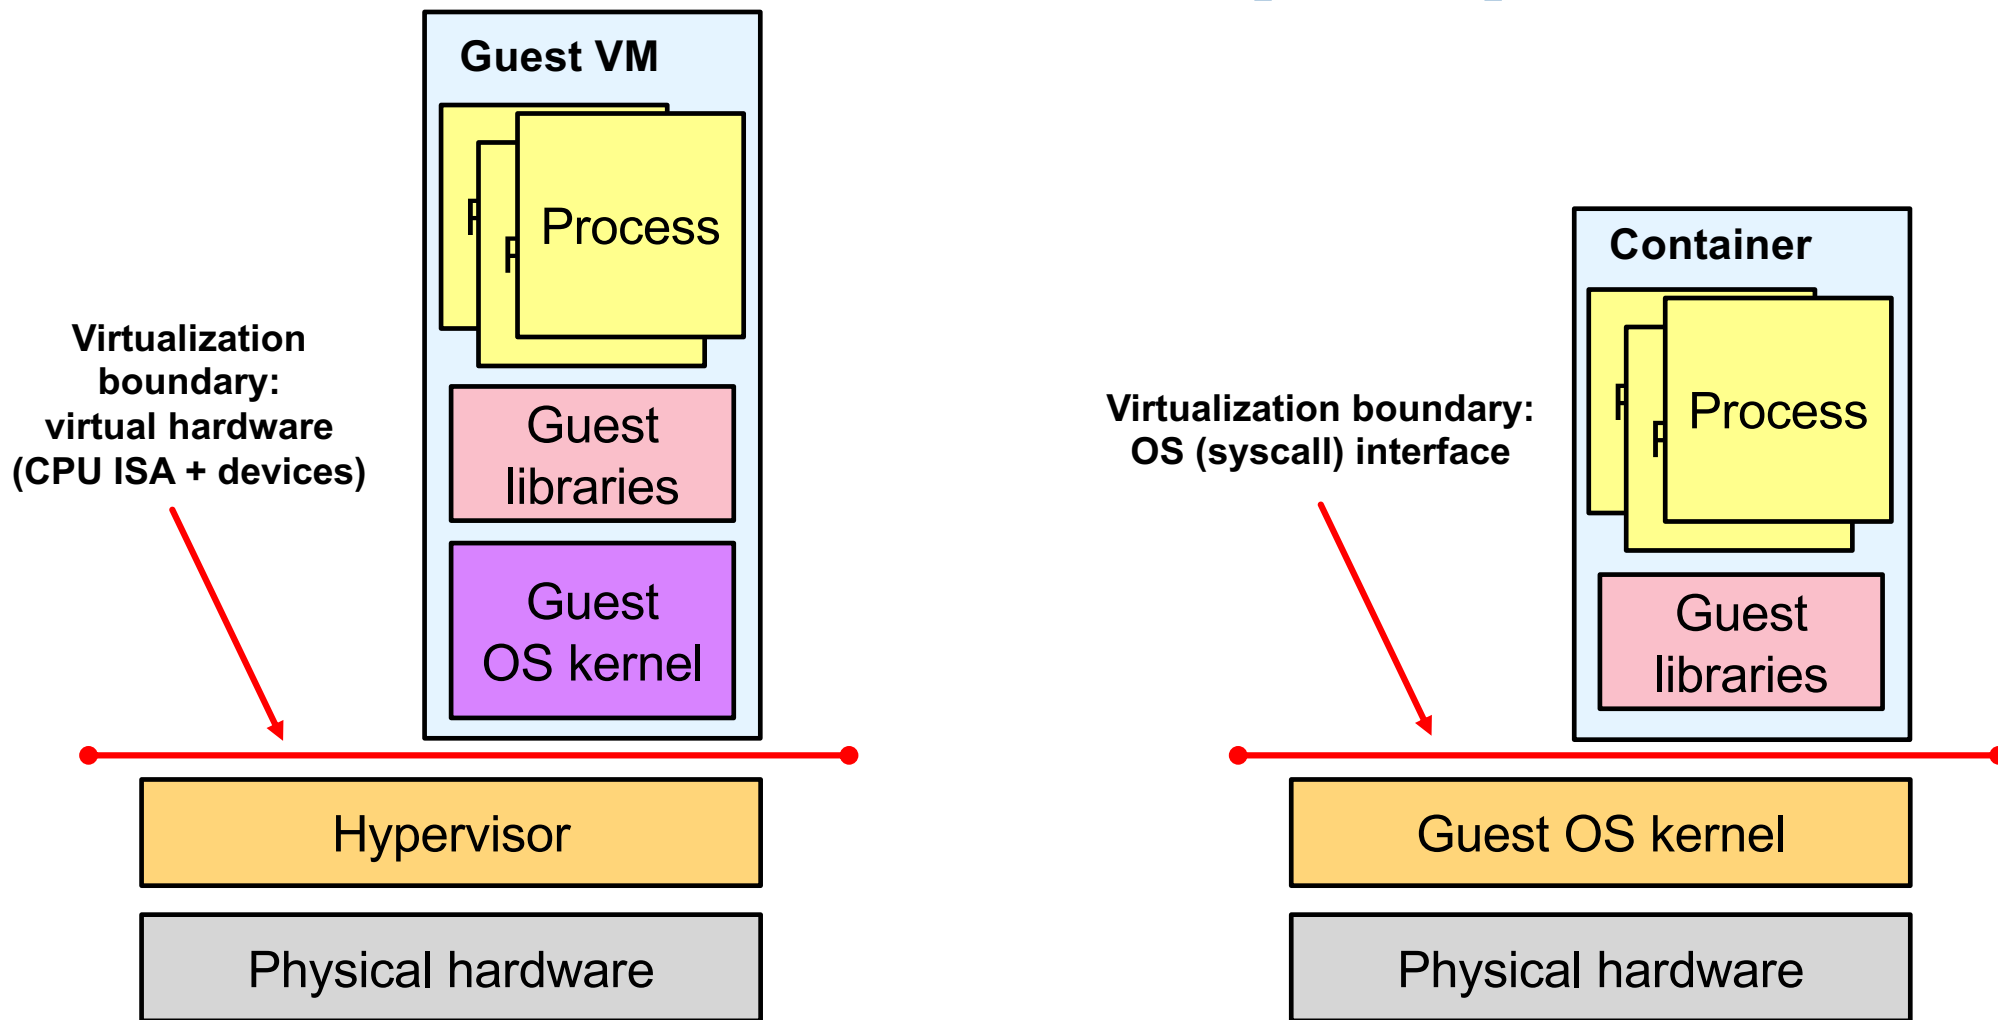 Guest VM
Process
Guest
libraries
Guest
OS kernel
Virtualization
boundary:
virtual hardware
(CPU ISA + devices)
Hypervisor
Physical hardware
Container
Process
Guest
libraries
Virtualization boundary:
OS (syscall) interface
Guest OS kernel
Physical hardware